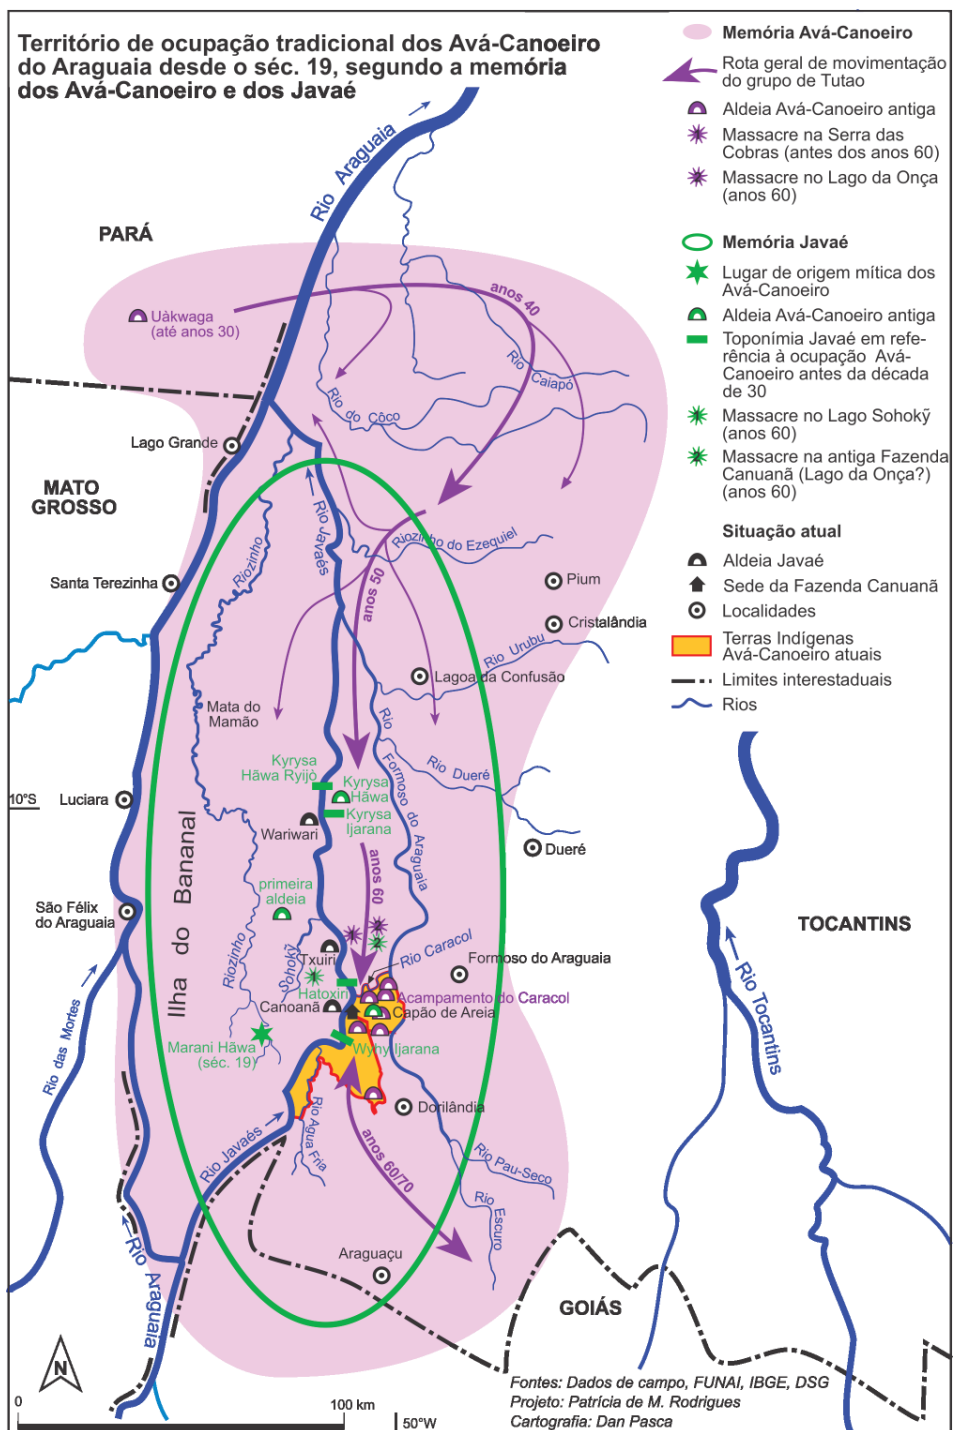 Território de ocupação tradicional dos Avá-Canoeiro
do Araguaia desde o séc. 19, segundo a memória
dos Avá-Canoeiro e dos Javaé
Memória Avá-Canoeiro
Rota geral de movimentação
do grupo de Tutao
Aldeia Avá-Canoeiro antiga
1
Massacre na Serra das
Cobras (antes dos anos 60)
2
Massacre no Lago da Onça
(anos 60)
Memória Javaé
Lugar de origem mítica dos
Avá-Canoeiro
Aldeia Avá-Canoeiro antiga
Toponímia Javaé em refe-
rência à ocupação Avá-
Canoeiro antes da década
de 30
1
Massacre no Lago Sohokỹ
(anos 60)
2
Massacre na antiga Fazenda
Canuanã (Lago da Onça?)
(anos 60)
Situação atual
Aldeia Javaé
Sede da Fazenda Canuanã
Localidades
Terras Indígenas
Avá-Canoeiro atuais
Limites interestaduais
Rios
Rio Araguaia
PARÁ
Uàkwaga
(até anos 30)
anos 40
Rio Caiapó
Rio do Côco
Lago Grande
MATO
GROSSO
Rio Javaés
Riozinho do Ezequiel
Riozinho
Santa Terezinha
anos 50
Pium
Cristalândia
Rio Urubu
Lagoa da Confusão
Mata do
Mamão
Rio Formoso do Araguaia
Rio Dueré
Kyrysa
Hãwa Ryijò
Kyrysa
Hãwa
Kyrysa
Ijarana
10°S
Luciara
Wariwari
Dueré
Ilha do Bananal
anos 60
primeira
aldeia
São Félix
do Araguaia
TOCANTINS
1
2
2
Txuiri
Rio Caracol
Formoso do Araguaia
Riozinho
Sohokỹ
1
Hatoxiri
Acampamento do Caracol
Canoanã
Capão de Areia
Rio Tocantins
Rio das Mortes
Marani Hãwa
(séc. 19)
Wyhy Ijarana
Dorilândia
Rio Javaés
Rio Agua Fria
anos 60/70
Rio Pau-Seco
Rio Escuro
Rio Araguaia
Araguaçu
GOIÁS
N
Fontes: Dados de campo, FUNAI, IBGE, DSG
Projeto: Patrícia de M. Rodrigues
Cartografia: Dan Pasca
0
100 km
50°W